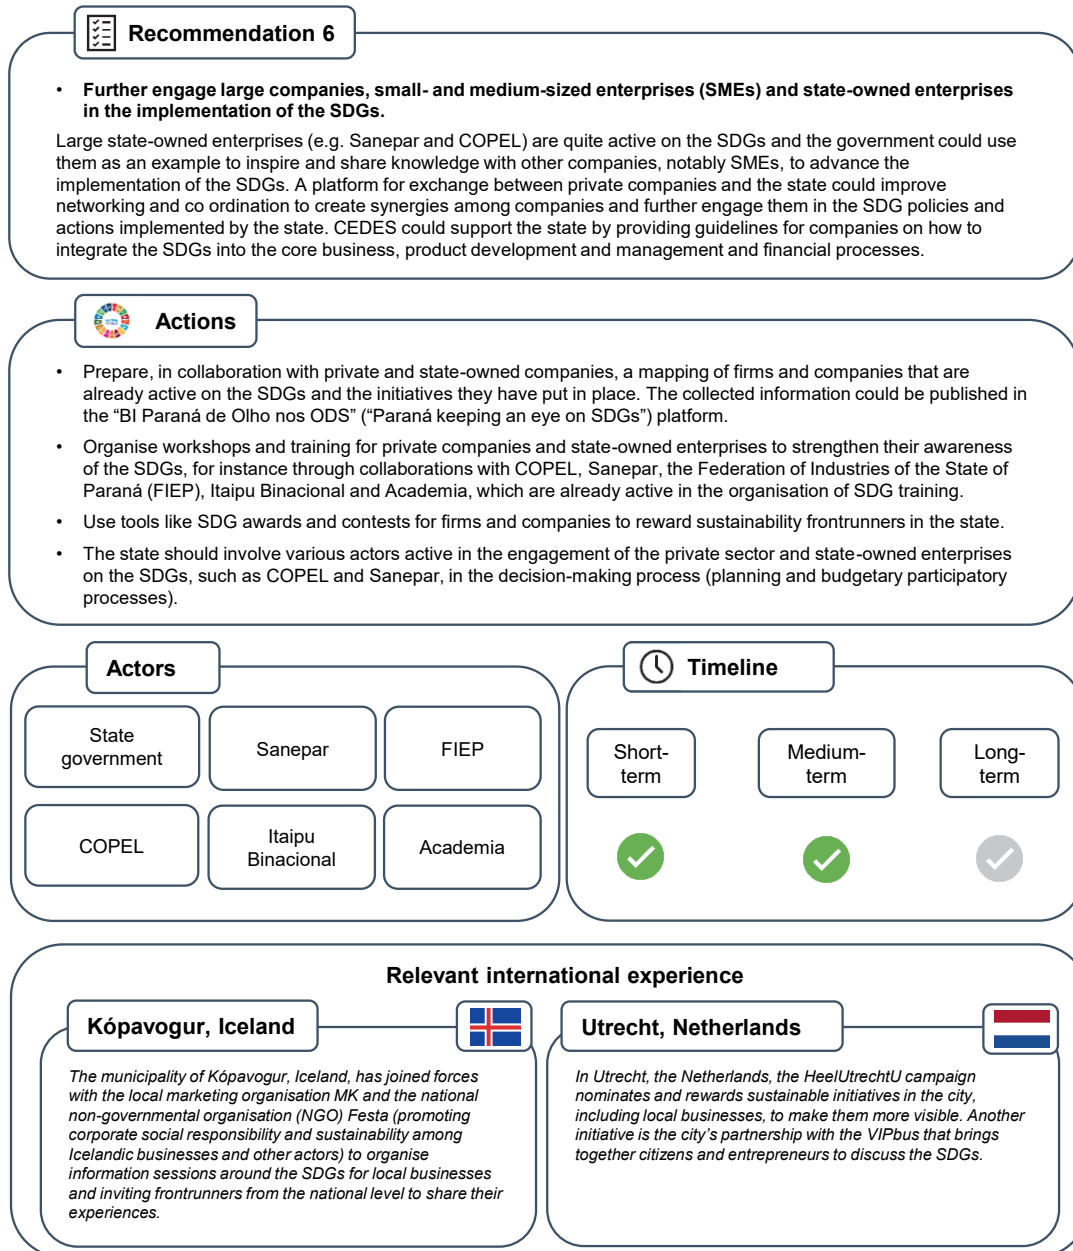 Recommendation 6
• Further engage large companies, small- and medium-sized enterprises (SMEs) and state-owned enterprises
in the implementation of the SDGs.
Large state-owned enterprises (e.g. Sanepar and COPEL) are quite active on the SDGs and the government could use
them as an example to inspire and share knowledge with other companies, notably SMEs, to advance the
implementation of the SDGs. A platform for exchange between private companies and the state could improve
networking and co ordination to create synergies among companies and further engage them in the SDG policies and
actions implemented by the state. CEDES could support the state by providing guidelines for companies on how to
integrate the SDGs into the core business, product development and management and financial processes.
Actions
• Prepare, in collaboration with private and state-owned companies, a mapping of firms and companies that are
already active on the SDGs and the initiatives they have put in place. The collected information could be published in
the “BI Paraná de Olho nos ODS” (“Paraná keeping an eye on SDGs”) platform.
• Organise workshops and training for private companies and state-owned enterprises to strengthen their awareness
of the SDGs, for instance through collaborations with COPEL, Sanepar, the Federation of Industries of the State of
Paraná (FIEP), Itaipu Binacional and Academia, which are already active in the organisation of SDG training.
• Use tools like SDG awards and contests for firms and companies to reward sustainability frontrunners in the state.
• The state should involve various actors active in the engagement of the private sector and state-owned enterprises
on the SDGs, such as COPEL and Sanepar, in the decision-making process (planning and budgetary participatory
processes).
Actors
State
government
Sanepar
FIEP
COPEL
Itaipu
Binacional
Academia
Timeline
Short-
term
Medium-
term
Long-
term
Relevant international experience
Kópavogur, Iceland
The municipality of Kópavogur, Iceland, has joined forces
with the local marketing organisation MK and the national
non-governmental organisation (NGO) Festa (promoting
corporate social responsibility and sustainability among
Icelandic businesses and other actors) to organise
information sessions around the SDGs for local businesses
and inviting frontrunners from the national level to share their
experiences.
Utrecht, Netherlands
In Utrecht, the Netherlands, the HeelUtrechtU campaign
nominates and rewards sustainable initiatives in the city,
including local businesses, to make them more visible. Another
initiative is the city’s partnership with the VIPbus that brings
together citizens and entrepreneurs to discuss the SDGs.